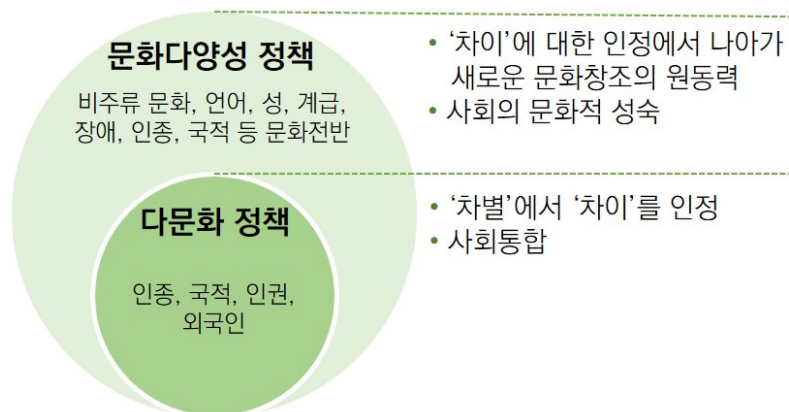 문화다양성 정책
비주류 문화, 언어, 성, 계급,
장애, 인종, 국적 등 문화전반
• ‘차이’에 대한 인정에서 나아가
새로운 문화창조의 원동력
• 사회의 문화적 성숙
다문화 정책
인종, 국적, 인권,
외국인
• ‘차별’에서 ‘차이’를 인정
• 사회통합